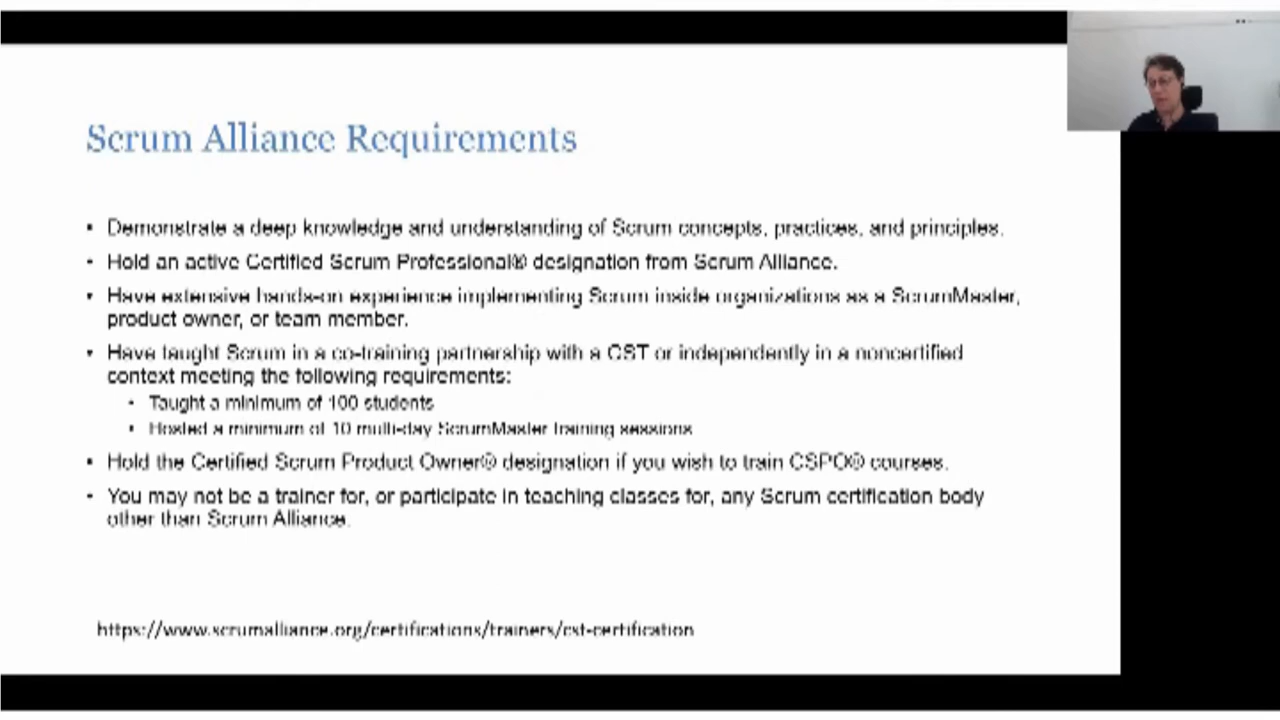 Scrum Alliance Requirements
• Demonstrate a deep knowledge and understanding of Scrum concepts, practices, and principles.
• Hold an active Certified Scrum Professional® designation from Scrum Alliance.
• Have extensive hands-on experience implementing Scrum inside organizations as a ScrumMaster,
product owner, or team member.
• Have taught Scrum in a co-training partnership with a CST or independently in a noncertified
context meeting the following requirements:
• Taught a minimum of 100 students
• Hosted a minimum of 10 multi-day ScrumMaster training sessions
• Hold the Certified Scrum Product Owner® designation if you wish to train CSPO® courses.
• You may not be a trainer for, or participate in teaching classes for, any Scrum certification body
other than Scrum Alliance.
https://www.scrumalliance.org/certifications/trainers/cst-certification